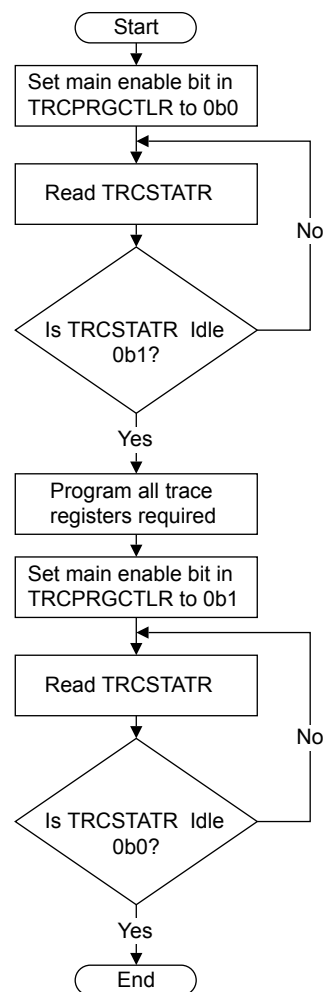 Start
Set main enable bit in
TRCPRGCTLR to 0b0
Read TRCSTATR
No
Is TRCSTATR Idle
0b1?
Yes
Program all trace
registers required
Set main enable bit in
TRCPRGCTLR to 0b1
Read TRCSTATR
No
Is TRCSTATR Idle
0b0?
Yes
End